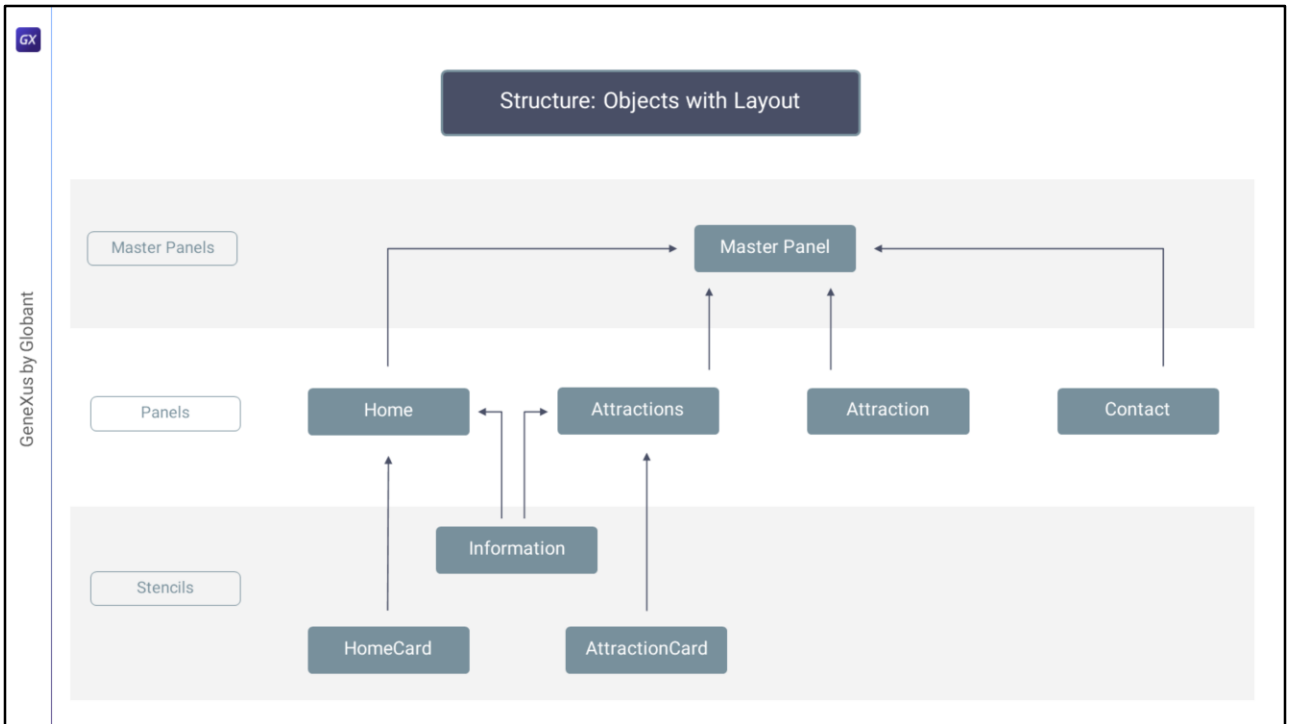 GX
GeneXus by Globant
Structure: Objects with Layout
Master Panels
Master Panel
Panels
Home
Attractions
Attraction
Contact
Stencils
Information
HomeCard
AttractionCard